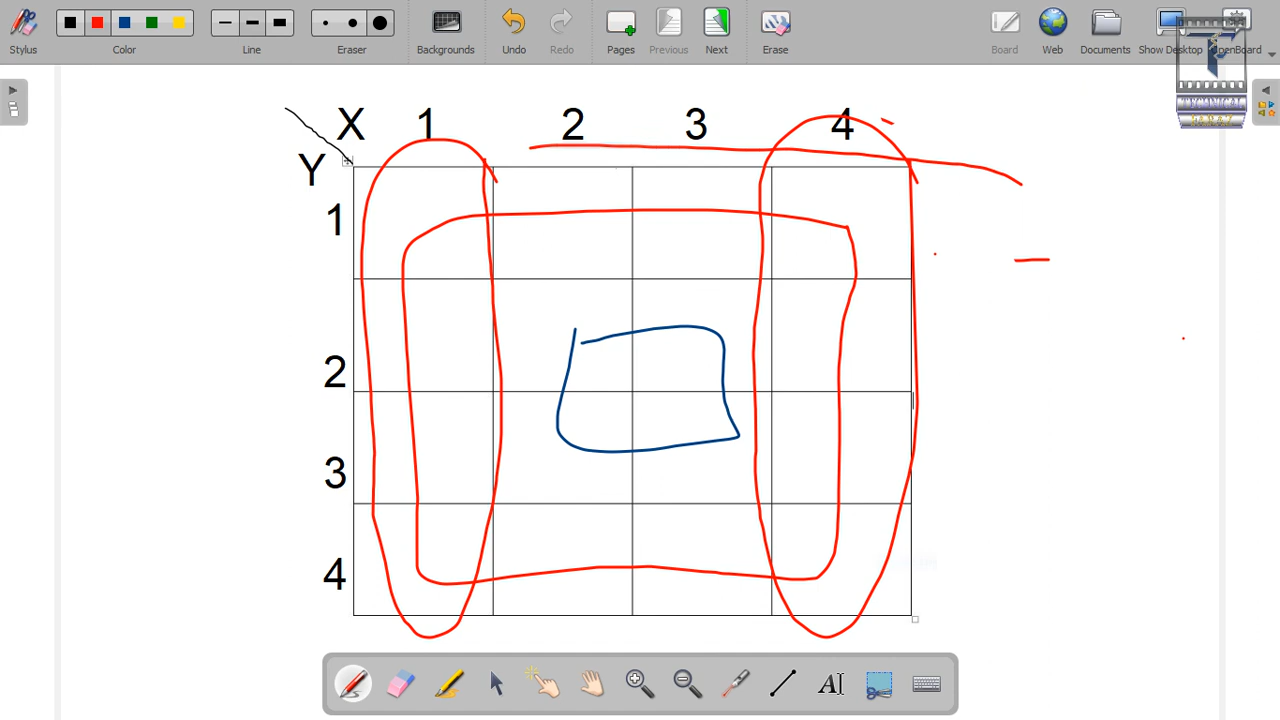 Stylus Color Line Eraser Backgrounds Undo Redo Pages Previous Next Erase Board Web Documents Show Desktop OpenBoard
X 1 2 3 4
Y
1
2
3
4